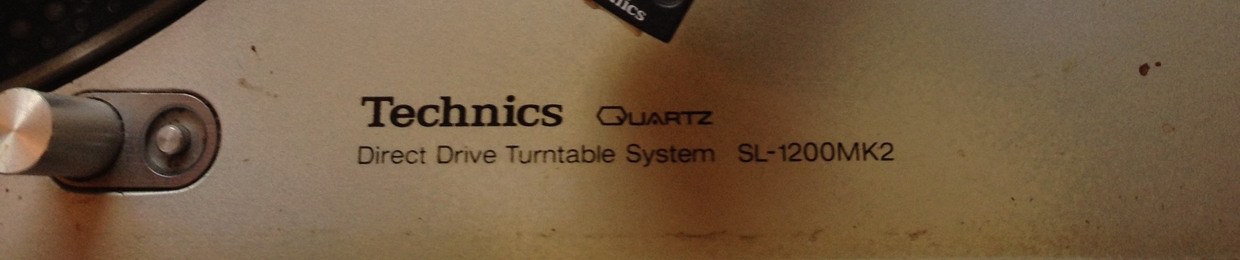 Technics QUARTZ
Direct Drive Turntable System SL-1200MK2